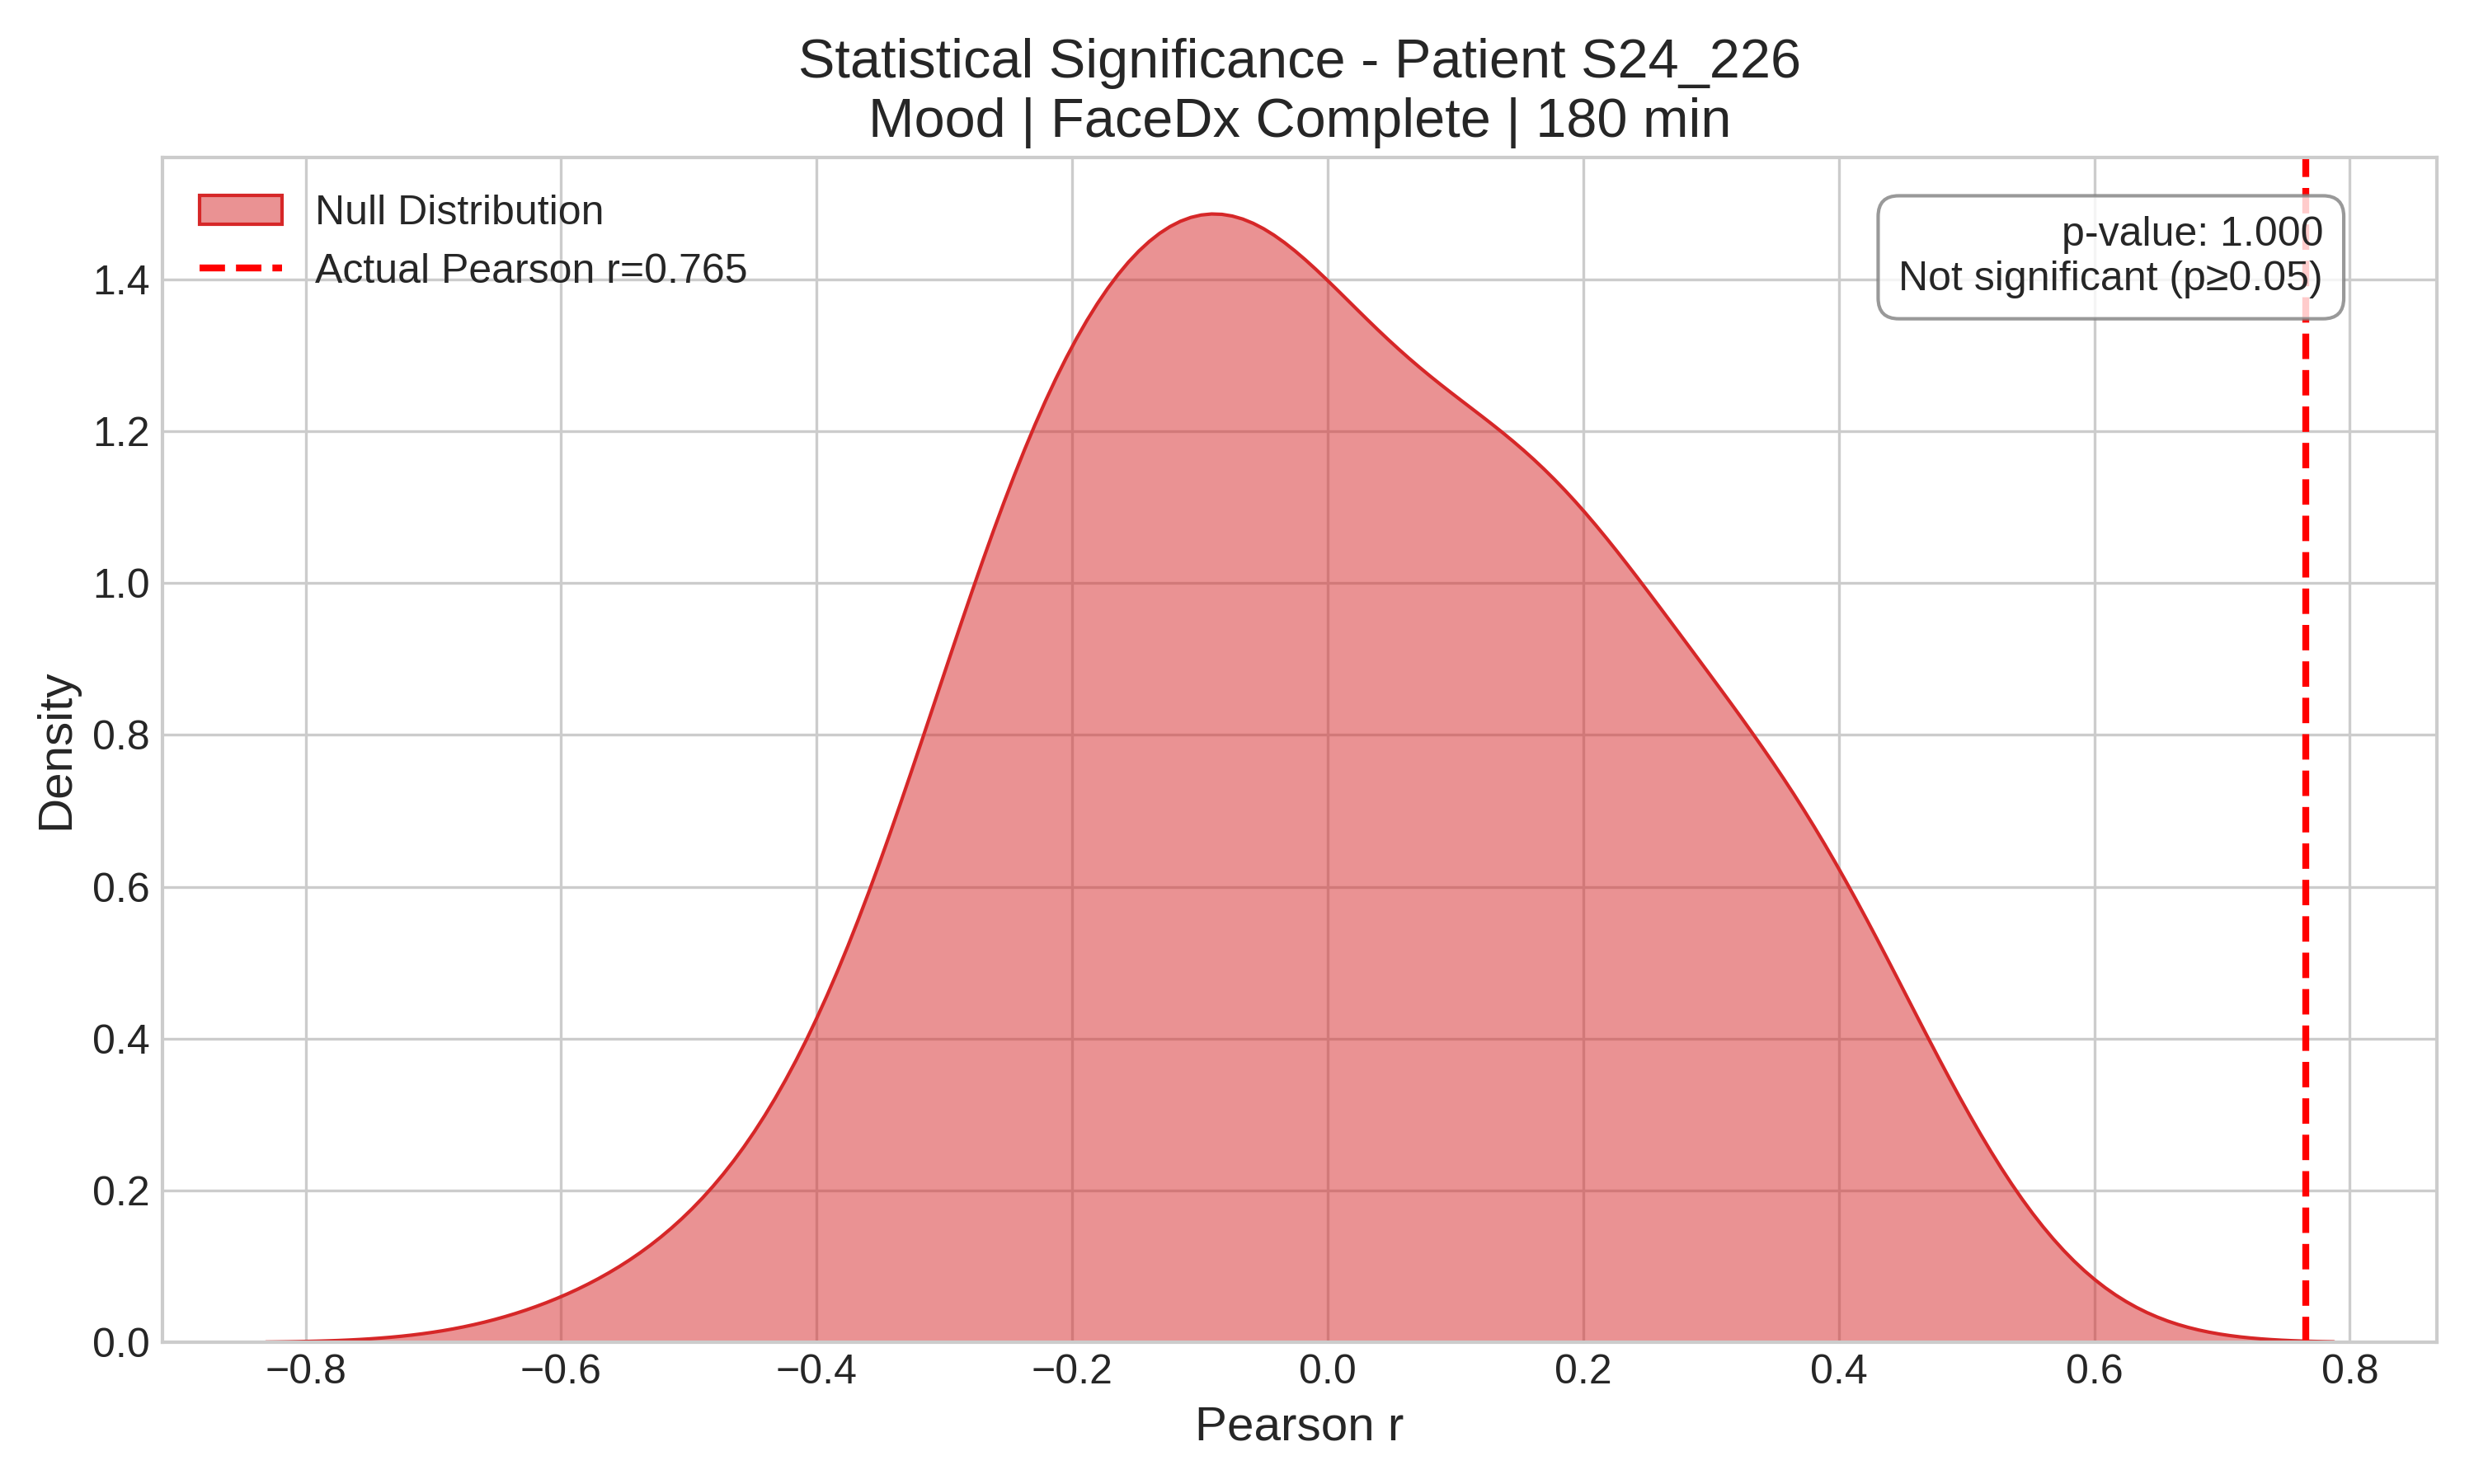 Statistical Significance - Patient S24_226
Mood | FaceDx Complete | 180 min
Null Distribution
Actual Pearson r=0.765
p-value: 1.000
Not significant (p≥0.05)
1.4
1.2
1.0
0.8
0.6
0.4
0.2
0.0
Density
−0.8
−0.6
−0.4
−0.2
0.0
0.2
0.4
0.6
0.8
Pearson r